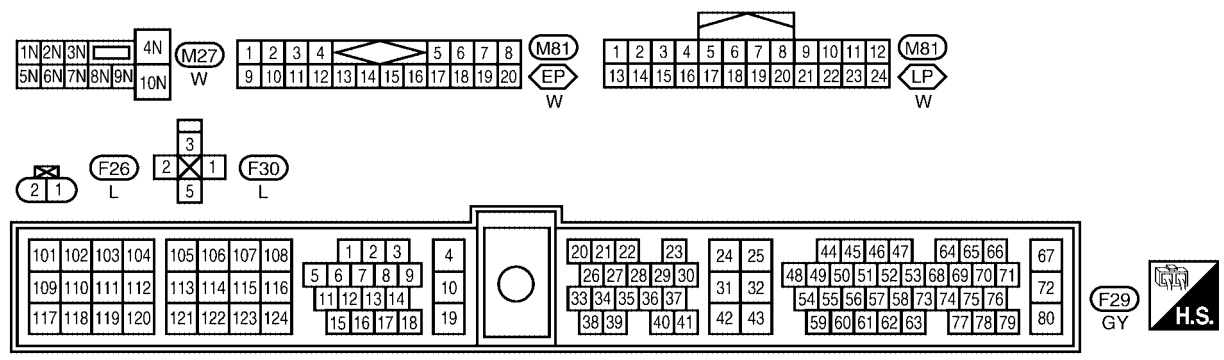 1N 2N 3N 4N
5N 6N 7N 8N 9N 10N
M27
W
1 2 3 4 5 6 7 8
9 10 11 12 13 14 15 16 17 18 19 20
M81
EP
W
1 2 3 4 5 6 7 8 9 10 11 12
13 14 15 16 17 18 19 20 21 22 23 24
M81
LP
W
2 1
F26
L
3
2 1
5
F30
L
101 102 103 104 105 106 107 108
109 110 111 112 113 114 115 116
117 118 119 120 121 122 123 124
1 2 3 4
5 6 7 8 9 10
11 12 13 14
15 16 17 18 19
20 21 22 23 24 25
26 27 28 29 30 31 32
33 34 35 36 37
38 39 40 41 42 43
44 45 46 47 64 65 66 67
48 49 50 51 52 53 68 69 70 71 72
54 55 56 57 58 73 74 75 76
59 60 61 62 63 77 78 79 80
F29
GY
H.S.